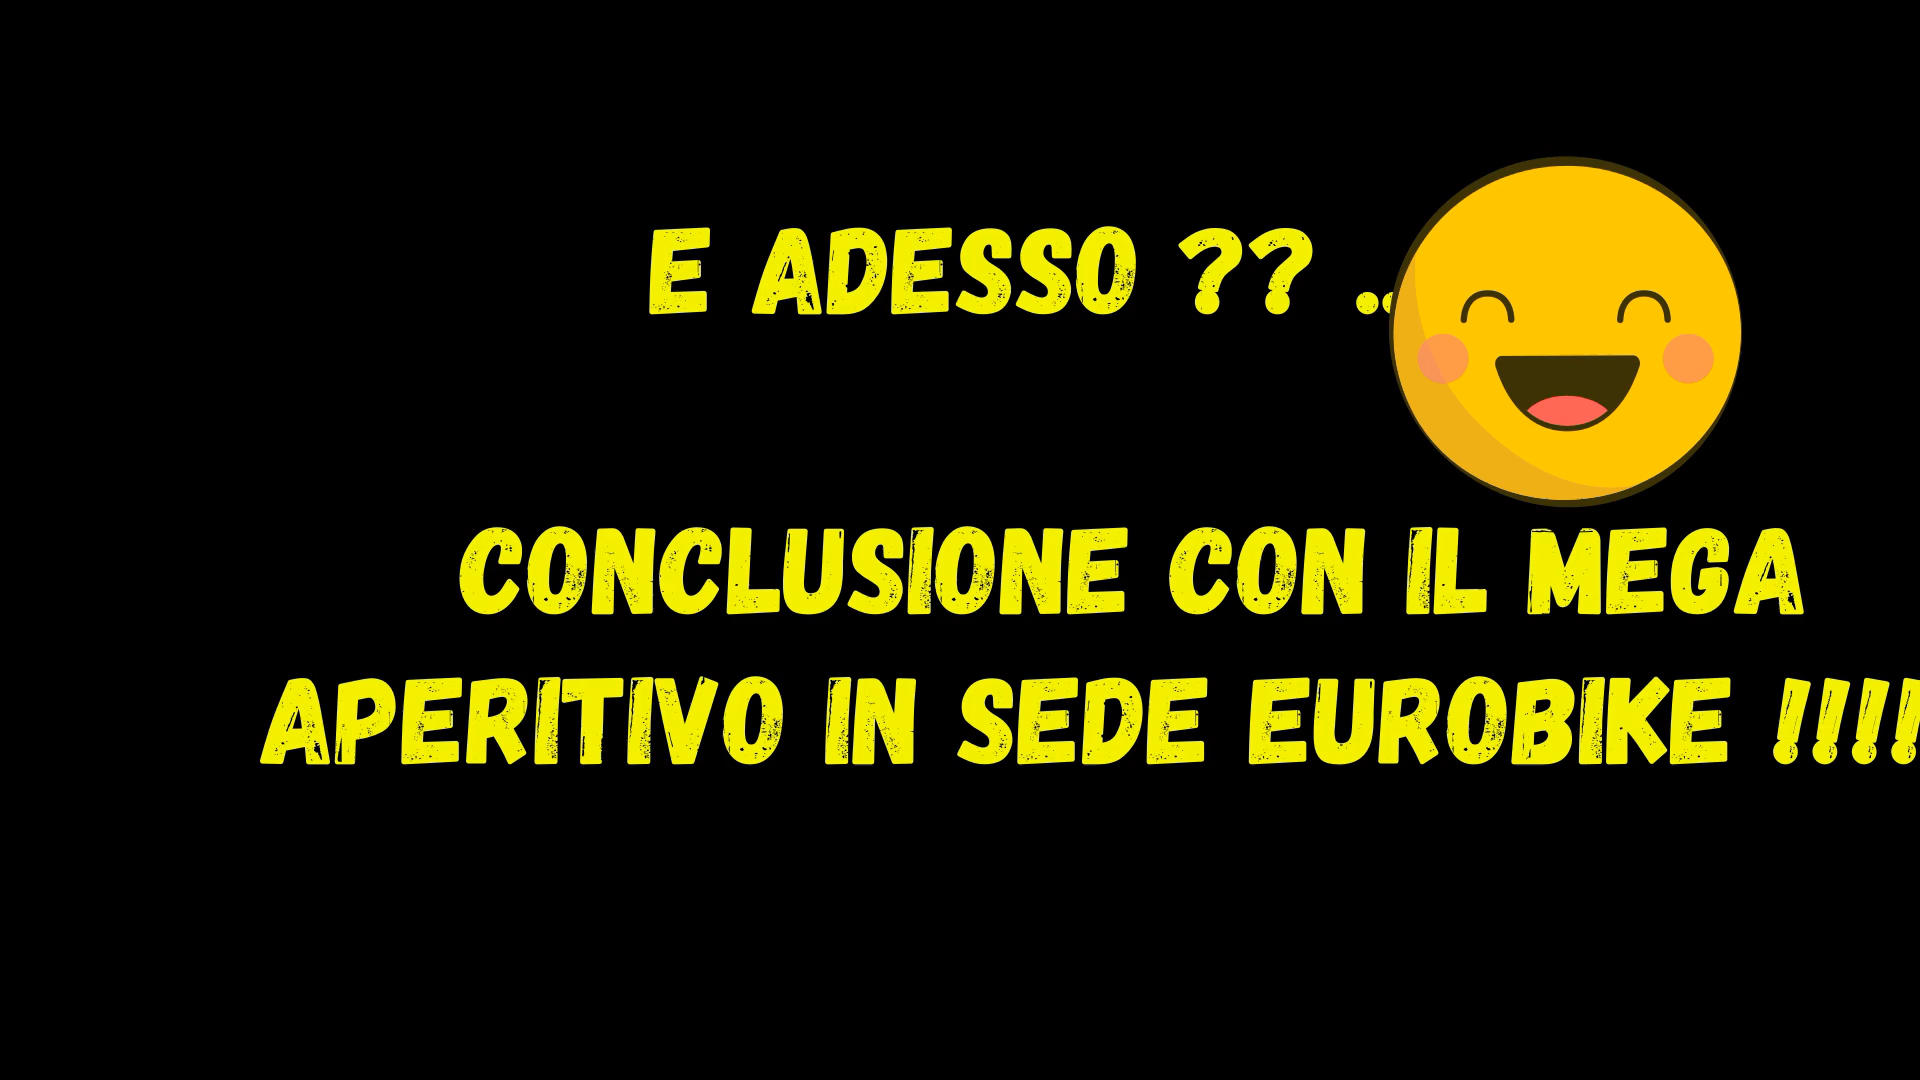 E ADESSO ?? ..
CONCLUSIONE CON IL MEGA
APERITIVO IN SEDE EUROBIKE !!!!